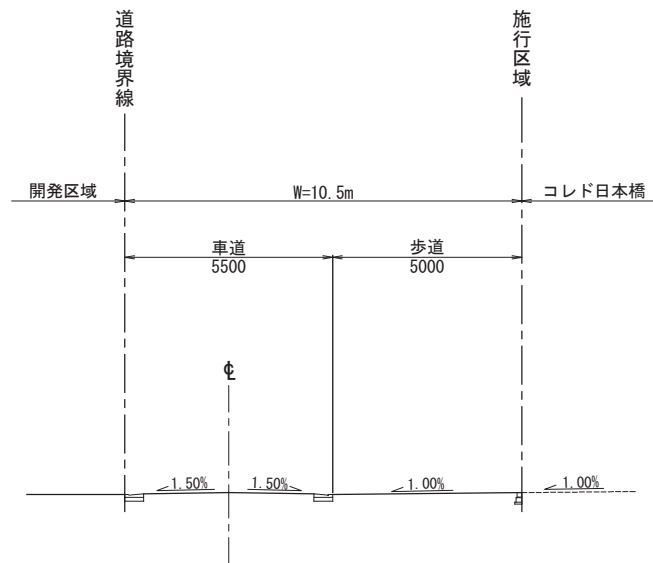 道路境界線
施行区域
開発区域
W=10.5m
コレド日本橋
車道
5500
歩道
5000
℄
1.50%
1.50%
1.00%
1.00%